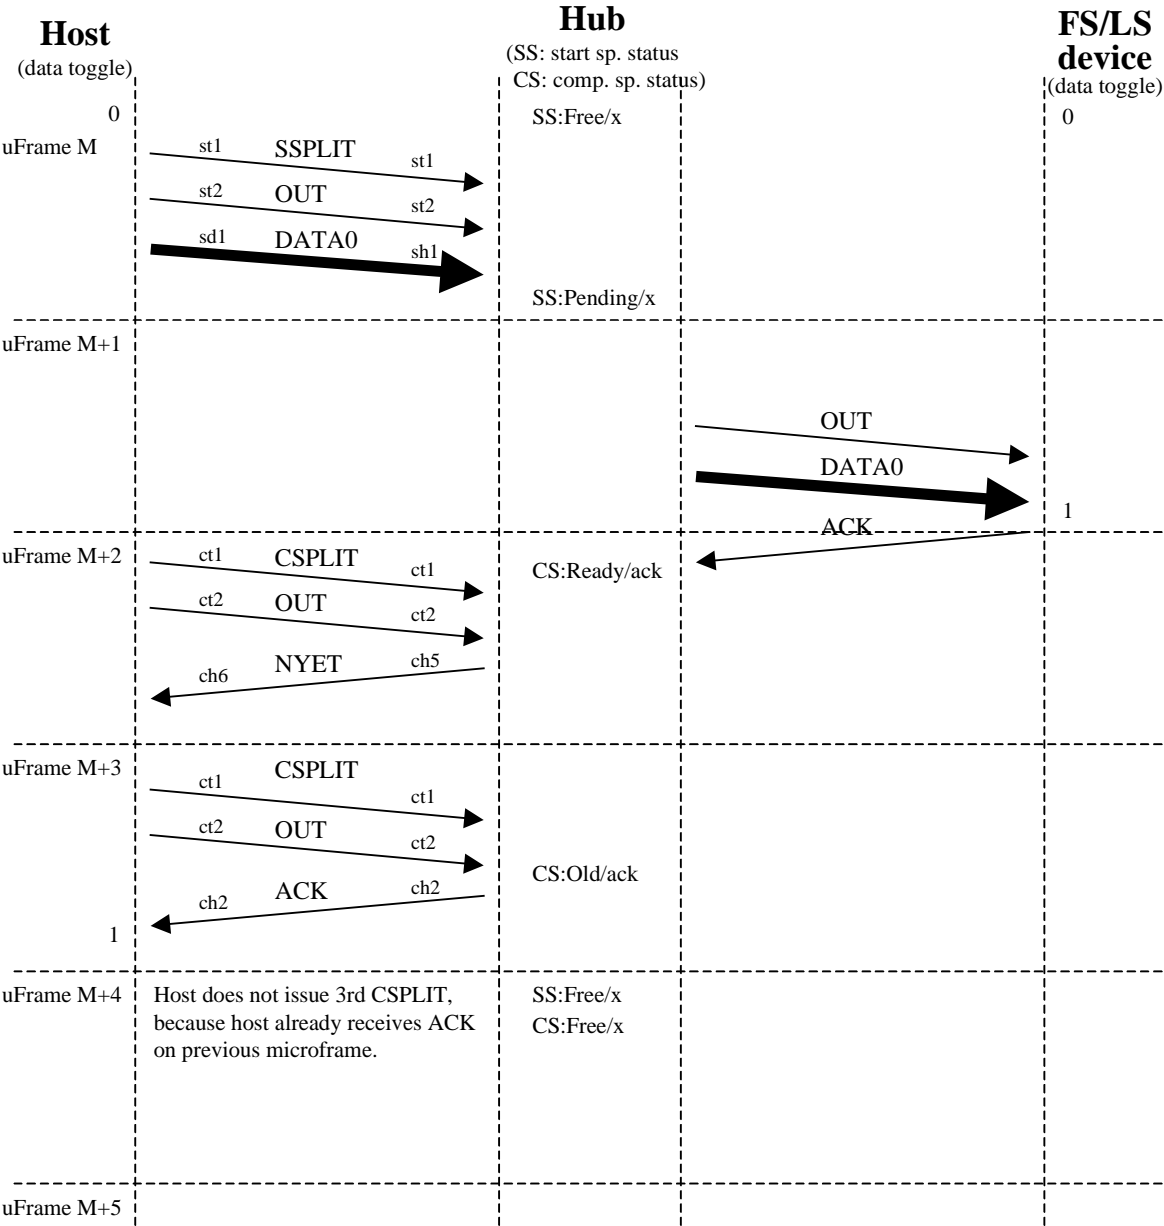 Host
(data toggle)
Hub
(SS: start sp. status
CS: comp. sp. status)
FS/LS
device
(data toggle)
0
SS:Free/x
0
uFrame M
st1
SSPLIT
st1
st2
OUT
st2
sd1
DATA0
sh1
SS:Pending/x
uFrame M+1
OUT
DATA0
1
ACK
uFrame M+2
ct1
CSPLIT
ct1
CS:Ready/ack
ct2
OUT
ct2
ch6
NYET
ch5
uFrame M+3
ct1
CSPLIT
ct1
ct2
OUT
ct2
CS:Old/ack
ch2
ACK
ch2
1
uFrame M+4
Host does not issue 3rd CSPLIT,
because host already receives ACK
on previous microframe.
SS:Free/x
CS:Free/x
uFrame M+5